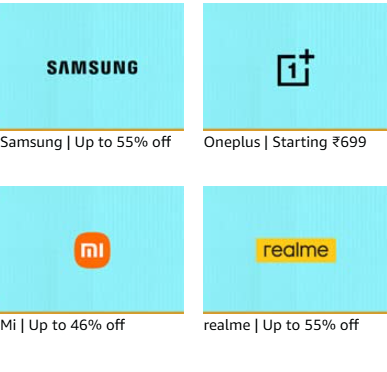 SAMSUNG
1+
Samsung | Up to 55% off
Oneplus | Starting ₹699
mi
realme
Mi | Up to 46% off
realme | Up to 55% off